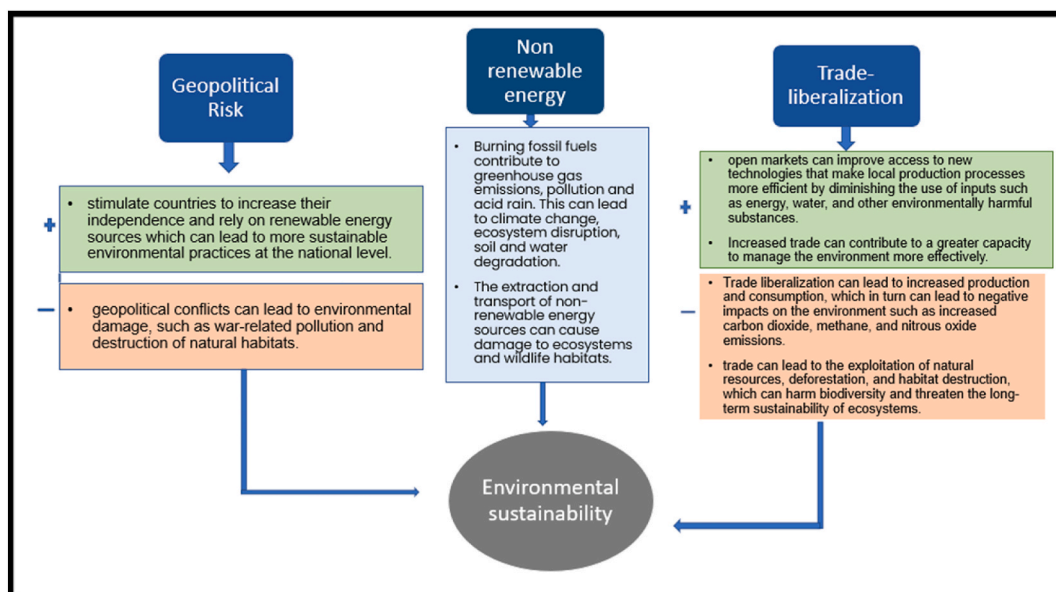 Geopolitical
Risk
+
• stimulate countries to increase their
independence and rely on renewable energy
sources which can lead to more sustainable
environmental practices at the national level.
−
• geopolitical conflicts can lead to environmental
damage, such as war-related pollution and
destruction of natural habitats.
Non
renewable
energy
• Burning fossil fuels
contribute to
greenhouse gas
emissions, pollution and
acid rain. This can lead
to climate change,
ecosystem disruption,
soil and water
degradation.
• The extraction and
transport of non-
renewable energy
sources can cause
damage to ecosystems
and wildlife habitats.
Trade-
liberalization
+
• open markets can improve access to new
technologies that make local production processes
more efficient by diminishing the use of inputs such
as energy, water, and other environmentally harmful
substances.
• Increased trade can contribute to a greater capacity
to manage the environment more effectively.
−
• Trade liberalization can lead to increased production
and consumption, which in turn can lead to negative
impacts on the environment such as increased
carbon dioxide, methane, and nitrous oxide
emissions.
• trade can lead to the exploitation of natural
resources, deforestation, and habitat destruction,
which can harm biodiversity and threaten the long-
term sustainability of ecosystems.
Environmental
sustainability